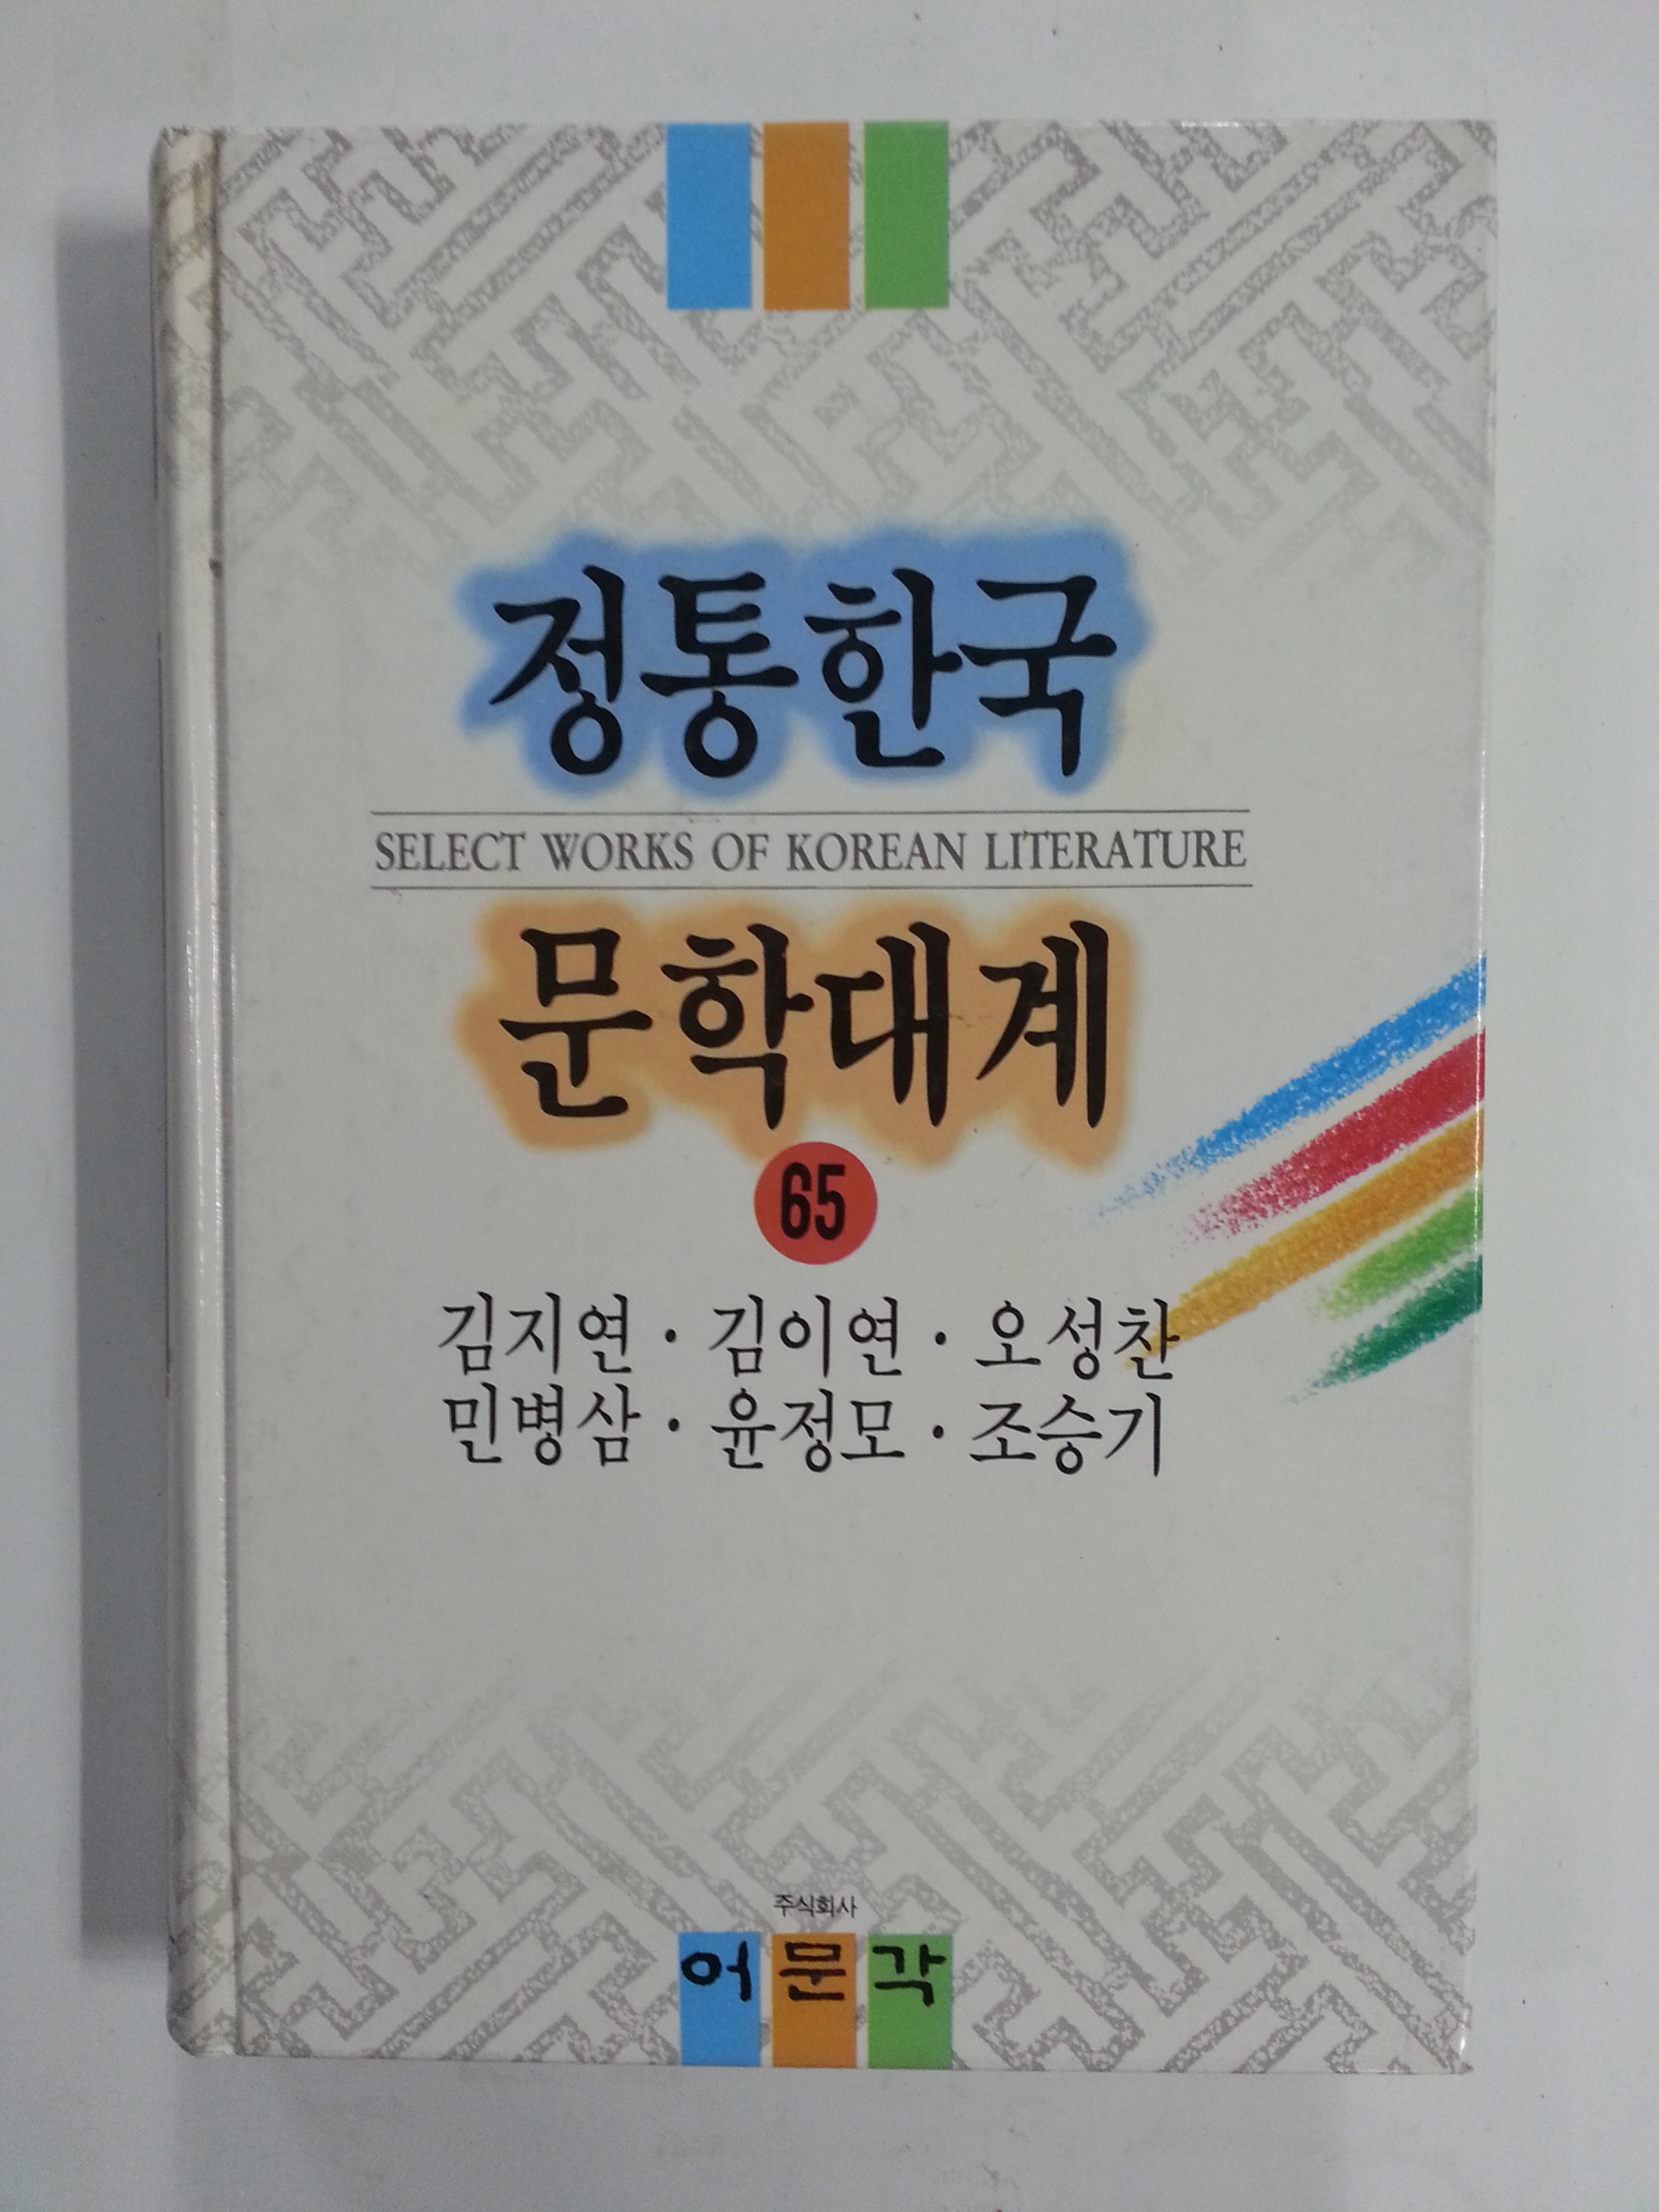 정통한국
SELECT WORKS OF KOREAN LITERATURE
문학대계
65
김지연 · 김이연 · 오성찬
민병삼 · 윤정모 · 조승기
주식회사
어문각